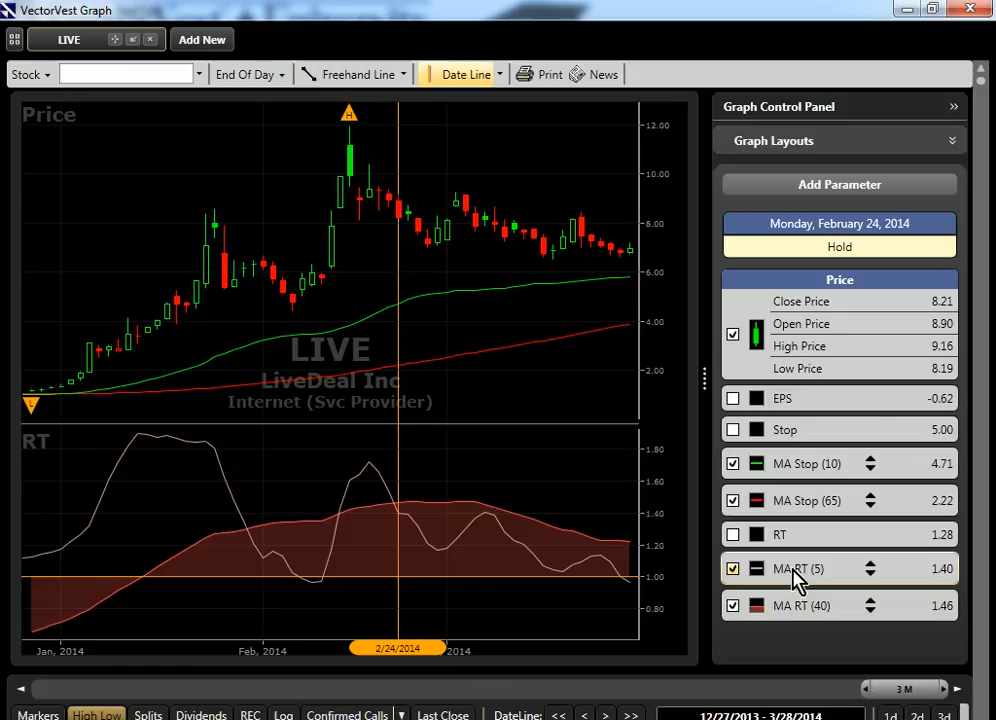 VectorVest Graph
LIVE
Add New
Stock
End Of Day
Freehand Line
Date Line
Print
News
Price
H
12.00
10.00
8.00
6.00
4.00
2.00
LIVE
LiveDeal Inc
Internet (Svc Provider)
L
RT
1.80
1.60
1.40
1.20
1.00
0.80
Jan, 2014
Feb, 2014
2/24/2014
2014
Graph Control Panel
Graph Layouts
Add Parameter
Monday, February 24, 2014
Hold
Price
Close Price 8.21
Open Price 8.90
High Price 9.16
Low Price 8.19
EPS -0.62
Stop 5.00
MA Stop (10) 4.71
MA Stop (65) 2.22
RT 1.28
MA RT (5) 1.40
MA RT (40) 1.46
3 M
Markers High Low Splits Dividends REC Log Confirmed Calls Last Close DateLine: << < > >> 12/27/2013 - 3/28/2014 1d 2d 3d